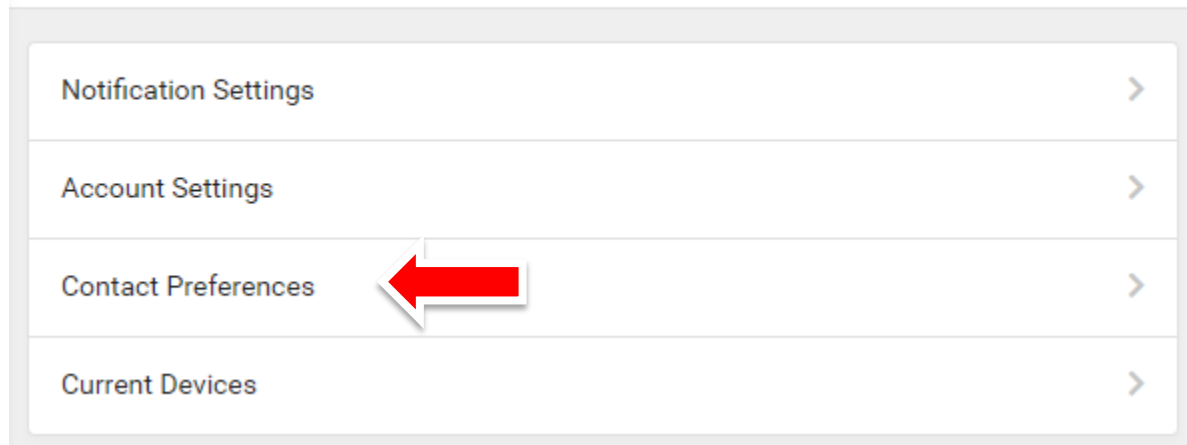 Notification Settings
Account Settings
Contact Preferences
Current Devices